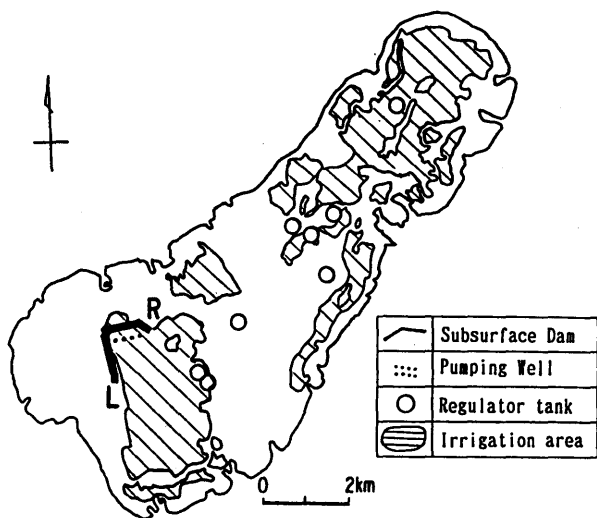 R
L
Subsurface Dam
Pumping Well
Regulator tank
Irrigation area
0 2km